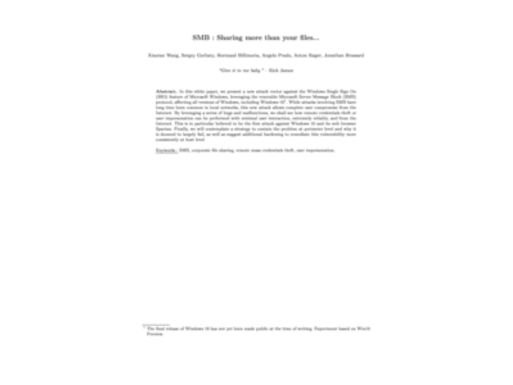 SMB : Sharing more than your files...
Xiaoran Wang, Sergey Gorbaty, Hormazd Billimoria, Angelo Prado, Anton Rager, Jonathan Brossard
"Give it to me baby." - Rick James
Abstract. In this white paper, we present a new attack vector against the Windows Single Sign On
(SSO) feature of Microsoft Windows, leveraging the venerable Microsoft Server Message Block (SMB)
protocol, affecting all versions of Windows, including Windows 10¹. While attacks involving SMB have
long time been common in local networks, this new attack allows complete user compromise from the
Internet. By leveraging a series of bugs and malfunctions, we shall see how remote credentials theft or
user impersonation can be performed without user interaction, extremely reliably, and from the
Internet. This is in particular believed to be the first attack against Windows 10 and its web browser
Spartan. Finally, we will contemplate a strategy to contain the problem at perimeter level and why it
is doomed to largely fail, as well as suggest additional hardening to remediate this vulnerability more
consistently at host level
Keywords: SMB, corporate file sharing, remote mass credentials theft, user impersonation.
¹ The final release of Windows 10 has not yet been made public at the time of writing. Experiment based on Win10
Preview.